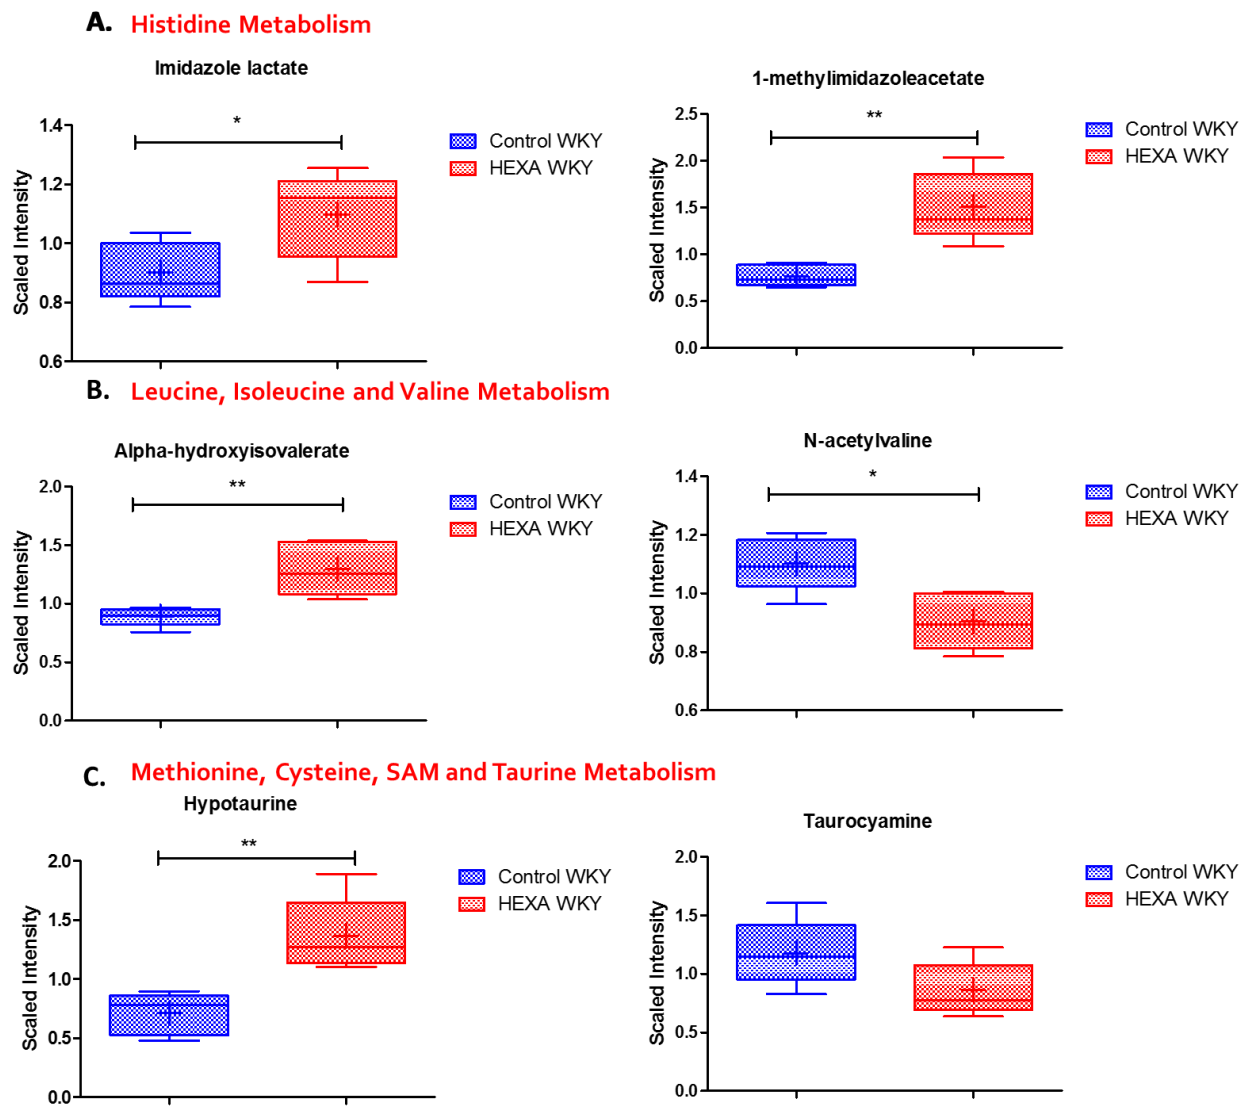 A. Histidine Metabolism
Imidazole lactate
*
Control WKY
HEXA WKY
Scaled Intensity
1.4
1.2
1.0
0.8
0.6
1-methylimidazoleacetate
**
Control WKY
HEXA WKY
Scaled Intensity
2.5
2.0
1.5
1.0
0.5
0.0
B. Leucine, Isoleucine and Valine Metabolism
Alpha-hydroxyisovalerate
**
Control WKY
HEXA WKY
Scaled Intensity
2.0
1.5
1.0
0.5
0.0
N-acetylvaline
*
Control WKY
HEXA WKY
Scaled Intensity
1.4
1.2
1.0
0.8
0.6
C. Methionine, Cysteine, SAM and Taurine Metabolism
Hypotaurine
**
Control WKY
HEXA WKY
Scaled Intensity
2.0
1.5
1.0
0.5
0.0
Taurocyamine
Control WKY
HEXA WKY
Scaled Intensity
2.0
1.5
1.0
0.5
0.0